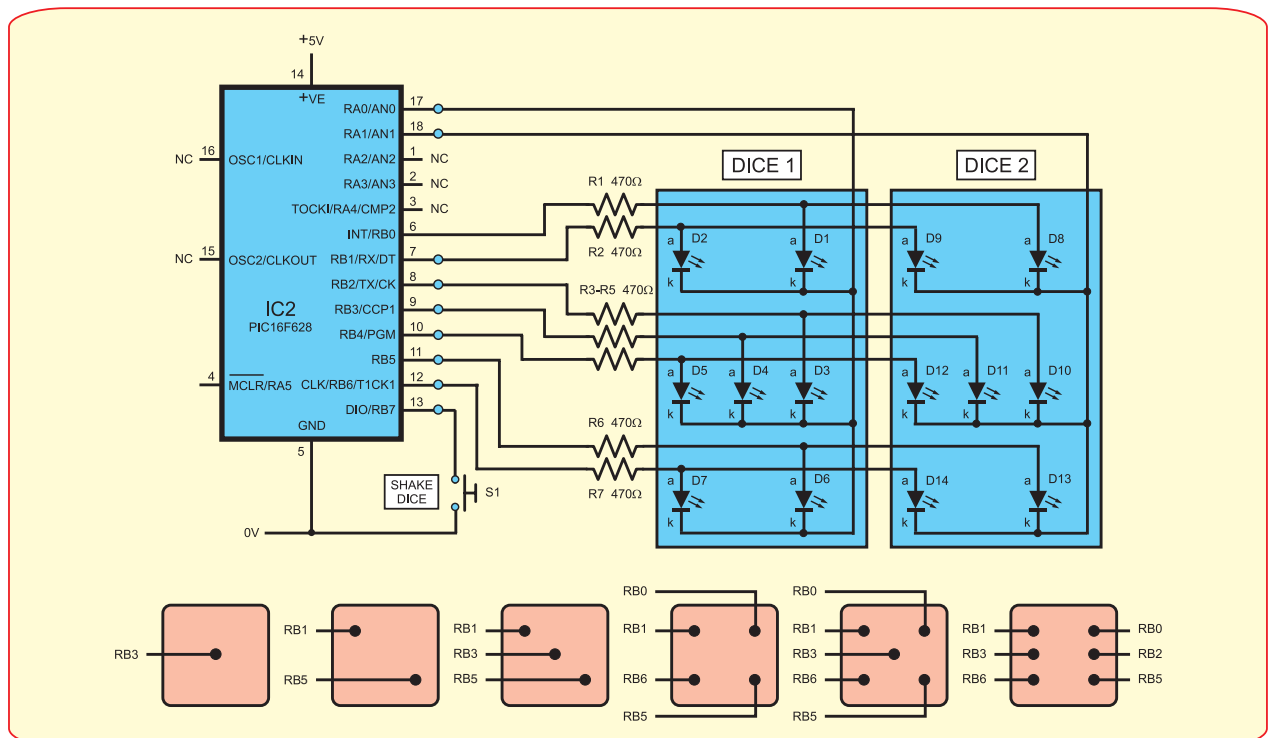 +5V
14
+VE
RA0/AN0 17
RA1/AN1 18
NC 16 OSC1/CLKIN
RA2/AN2 1 NC
RA3/AN3 2 NC
TOCKI/RA4/CMP2 3 NC
INT/RB0 6
NC 15 OSC2/CLKOUT
RB1/RX/DT 7
RB2/TX/CK 8
IC2
PIC16F628
RB3/CCP1 9
RB4/PGM 10
RB5 11
4 MCLR/RA5
CLK/RB6/T1CK1 12
DIO/RB7 13
GND
5
0V
SHAKE
DICE
S1
R1 470Ω
R2 470Ω
R3-R5 470Ω
R6 470Ω
R7 470Ω
DICE 1
a D2 k
a D1 k
a D5 k
a D4 k
a D3 k
a D7 k
a D6 k
DICE 2
a D9 k
a D8 k
a D12 k
a D11 k
a D10 k
a D14 k
a D13 k
RB3
RB1
RB5
RB1
RB3
RB5
RB0
RB1
RB6
RB5
RB0
RB1
RB3
RB6
RB5
RB1 RB0
RB3 RB2
RB6 RB5